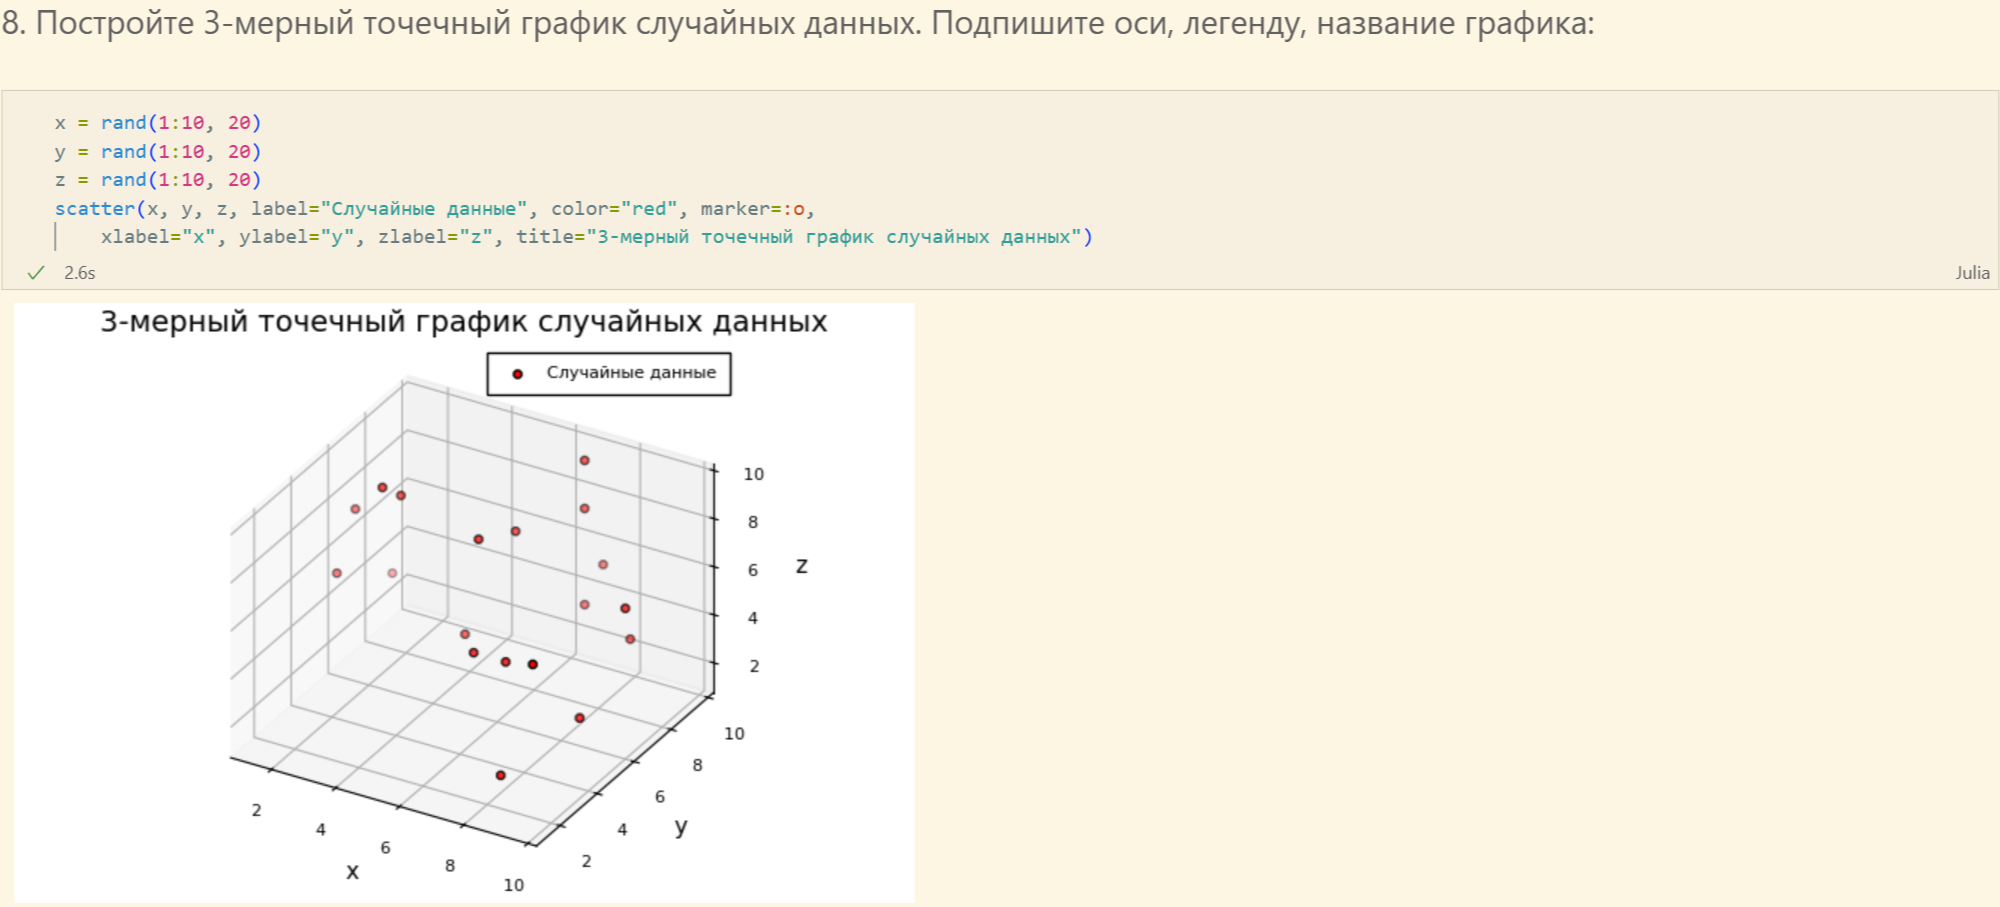 8. Постройте 3-мерный точечный график случайных данных. Подпишите оси, легенду, название графика:
x = rand(1:10, 20)
y = rand(1:10, 20)
z = rand(1:10, 20)
scatter(x, y, z, label="Случайные данные", color="red", marker=:o,
xlabel="x", ylabel="y", zlabel="z", title="3-мерный точечный график случайных данных")
✓ 2.6s
Julia
3-мерный точечный график случайных данных
Случайные данные
10
8
6
4
2
z
10
8
6
4
2
y
2
4
6
8
10
x